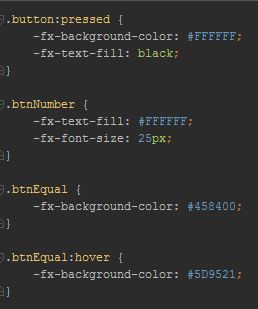 .button:pressed {
    -fx-background-color: #FFFFFF;
    -fx-text-fill: black;
}
.btnNumber {
    -fx-text-fill: #FFFFFF;
    -fx-font-size: 25px;
}
.btnEqual {
    -fx-background-color: #458400;
}
.btnEqual:hover {
    -fx-background-color: #5D9521;
}